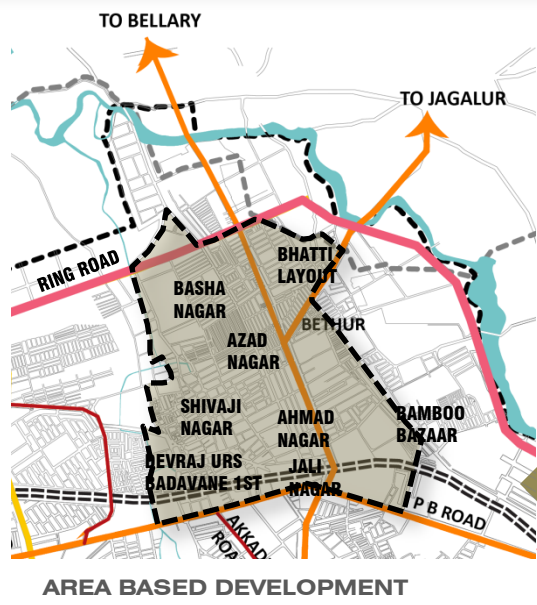 TO BELLARY
TO JAGALUR
RING ROAD
BHATTI
LAYOUT
BASHA
NAGAR
BETHUR
AZAD
NAGAR
SHIVAJI
NAGAR
AHMAD
NAGAR
BAMBOO
BAZAAR
DEVRAJ URS
BADAVANE 1ST
JALI
NAGAR
P B ROAD
AKKAD
ROA
AREA BASED DEVELOPMENT